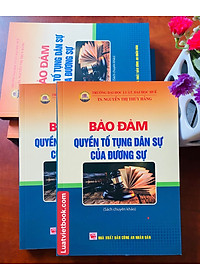 BẢO ĐẢM
TỐ TỤNG DÂN SỰ
ĐƯƠNG SỰ
TRƯỜNG ĐẠI HỌC LUẬT, ĐẠI HỌC HUẾ
TS. NGUYỄN THỊ THÚY HẰNG
BẢO ĐẢM
QUYỀN TỐ TỤNG DÂN SỰ
CỦA ĐƯƠNG SỰ
(Sách chuyên khảo)
NHÀ XUẤT BẢN CÔNG AN NHÂN DÂN
BẢO
QUYỀN
CỦA
Luatvietbook.com